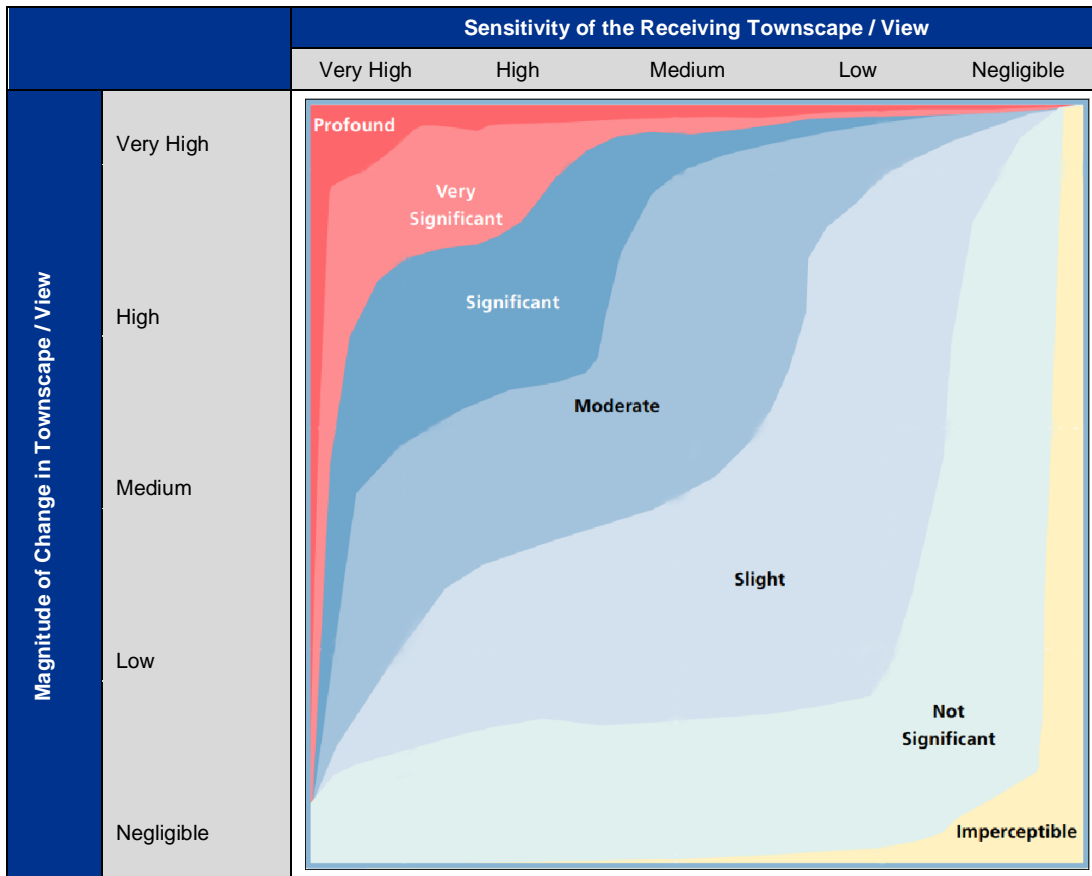 Sensitivity of the Receiving Townscape / View
Very High High Medium Low Negligible
Magnitude of Change in Townscape / View
Very High
High
Medium
Low
Negligible
Profound
Very
Significant
Significant
Moderate
Slight
Not
Significant
Imperceptible